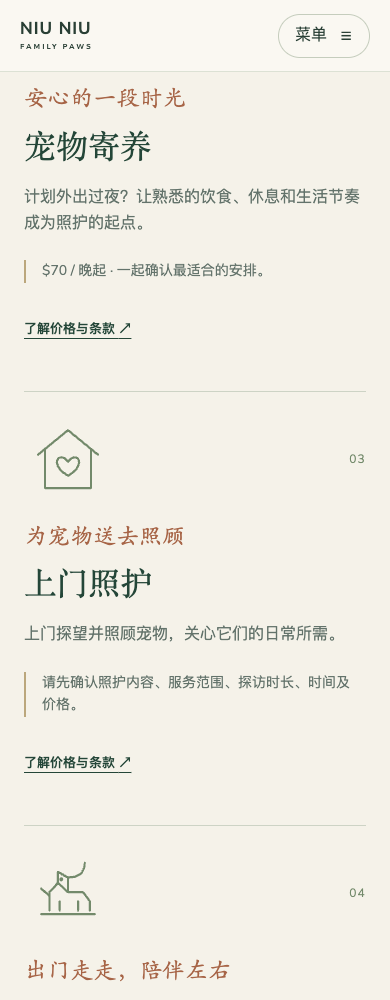 NIU NIU
FAMILY PAWS
菜单
安心的一段时光
宠物寄养
计划外出过夜？让熟悉的饮食、休息和生活节奏
成为照护的起点。
$70 / 晚起 · 一起确认最适合的安排。
了解价格与条款 ↗
03
为宠物送去照顾
上门照护
上门探望并照顾宠物，关心它们的日常所需。
请先确认照护内容、服务范围、探访时长、时间及
价格。
了解价格与条款 ↗
04
出门走走，陪伴左右